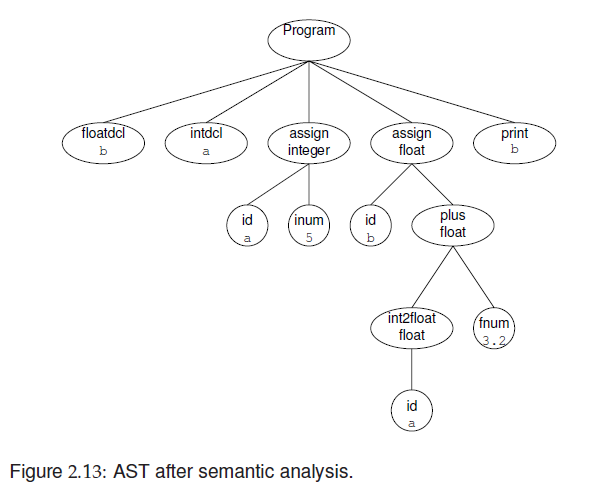 Program
floatdcl
b
intdcl
a
assign
integer
assign
float
print
b
id
a
inum
5
id
b
plus
float
int2float
float
fnum
3.2
id
a
Figure 2.13: AST after semantic analysis.